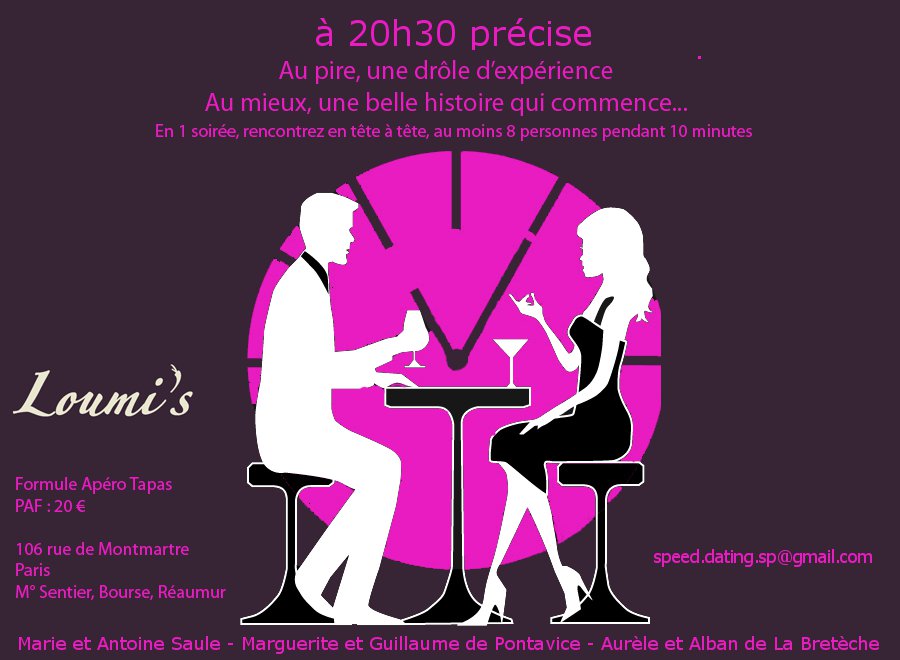 à 20h30 précise
Au pire, une drôle d'expérience
Au mieux, une belle histoire qui commence...
En 1 soirée, rencontrez en tête à tête, au moins 8 personnes pendant 10 minutes
Loumi's
Formule Apéro Tapas
PAF : 20 €
106 rue de Montmartre
Paris
M° Sentier, Bourse, Réaumur
speed.dating.sp@gmail.com
Marie et Antoine Saule - Marguerite et Guillaume de Pontavice - Aurèle et Alban de La Bretèche